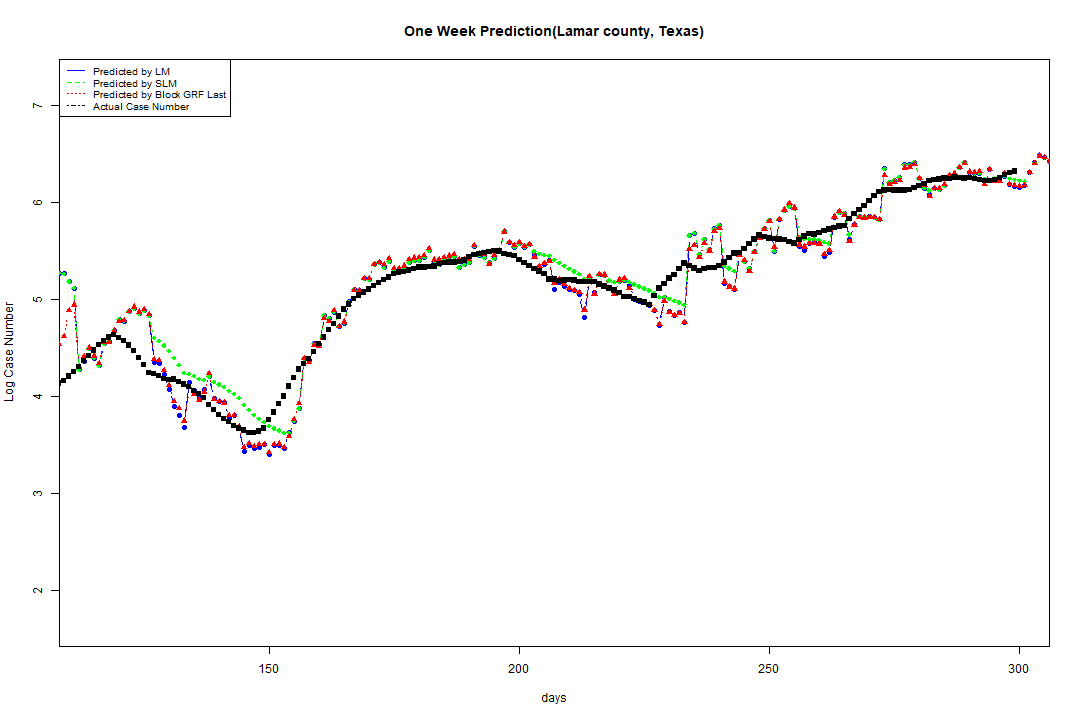 One Week Prediction(Lamar county, Texas)
Predicted by LM
Predicted by SLM
Predicted by Block GRF Last
Actual Case Number
7
6
5
4
3
2
Log Case Number
150
200
250
300
days